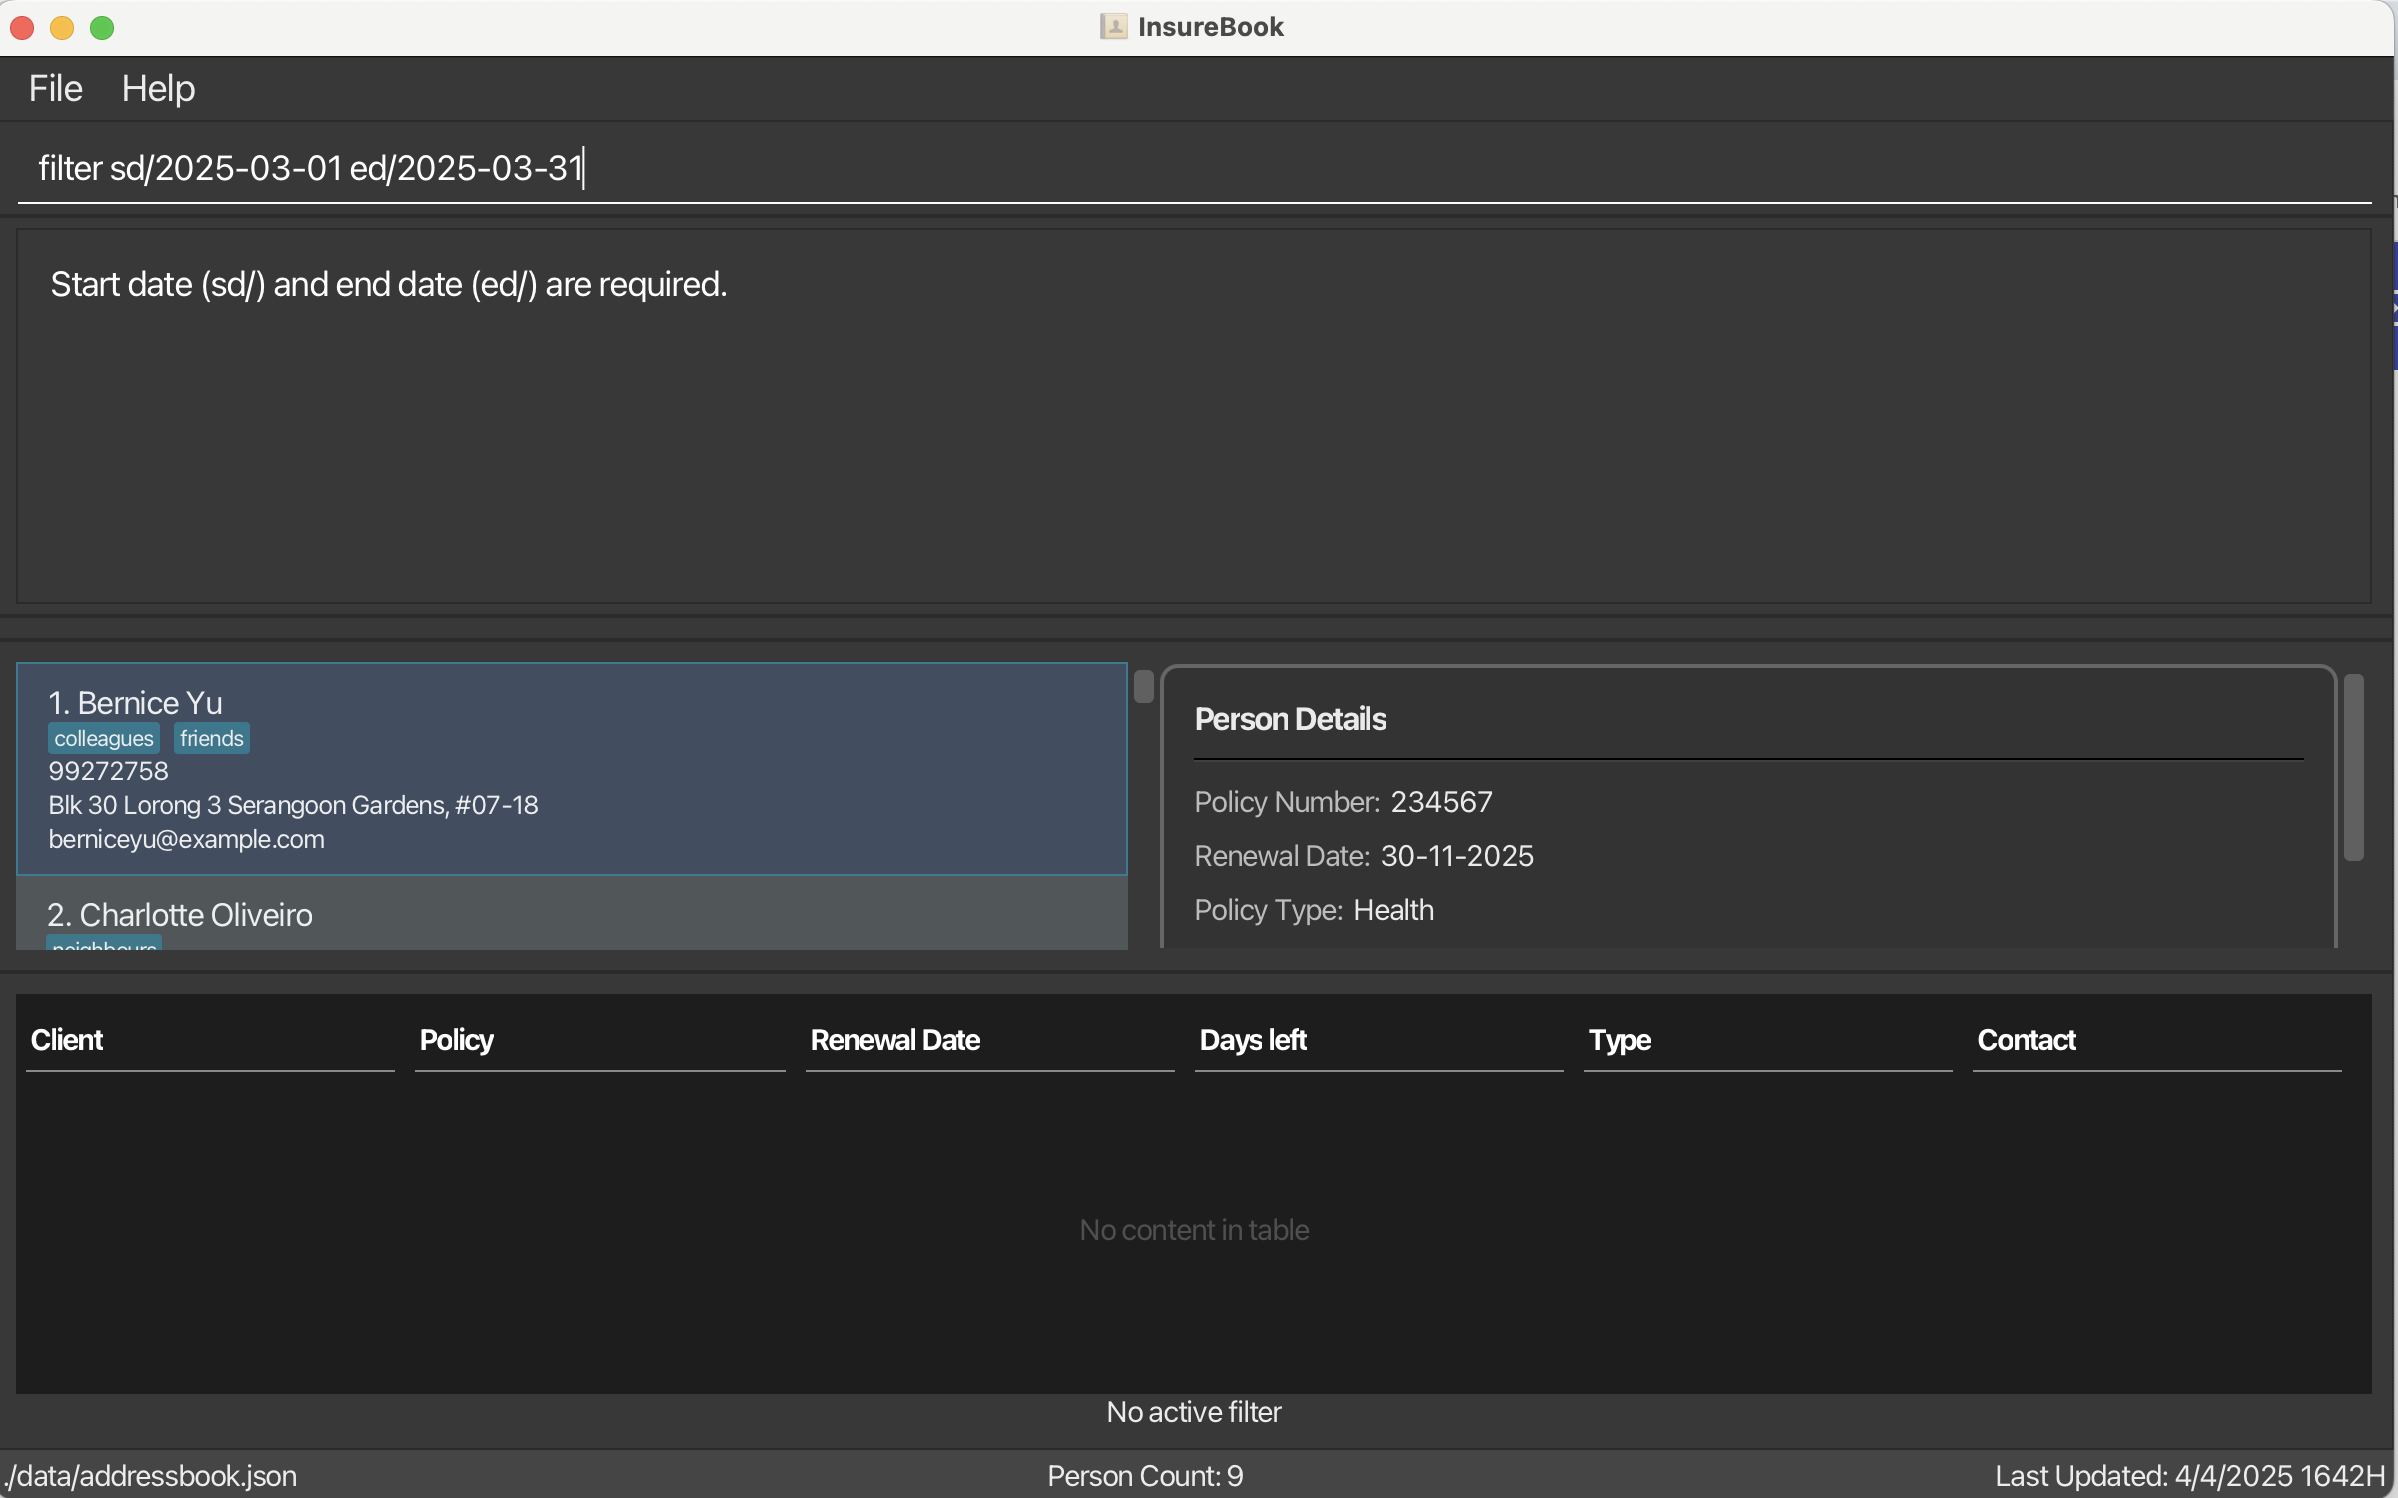 InsureBook
File Help
filter sd/2025-03-01 ed/2025-03-31
Start date (sd/) and end date (ed/) are required.
1. Bernice Yu
colleagues friends
99272758
Blk 30 Lorong 3 Serangoon Gardens, #07-18
berniceyu@example.com
2. Charlotte Oliveiro
neighbours
Person Details
Policy Number: 234567
Renewal Date: 30-11-2025
Policy Type: Health
Client Policy Renewal Date Days left Type Contact
No content in table
No active filter
./data/addressbook.json Person Count: 9 Last Updated: 4/4/2025 1642H